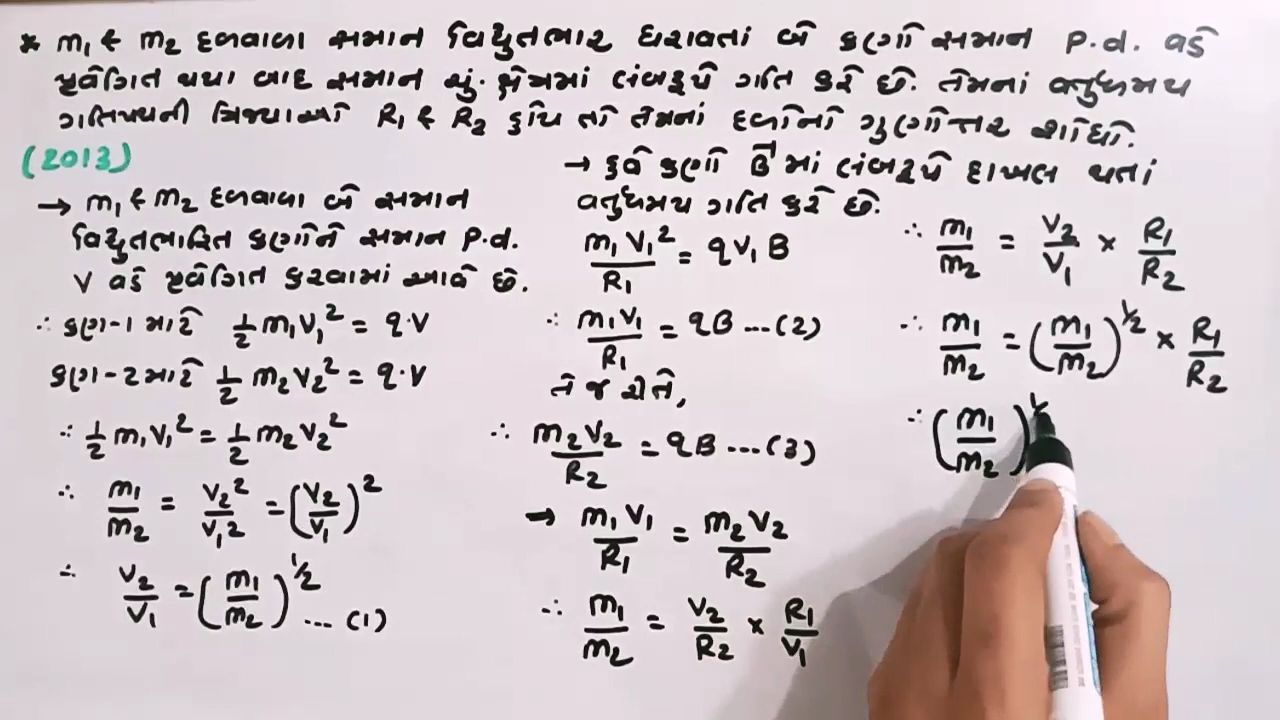 * m₁ & m₂ દળવાળા સમાન વિદ્યુતભાર ધરાવતાં બે કણો સમાન P.d. વડે
પ્રવેગિત થયા બાદ સમાન ચું. ક્ષેત્રમાં લંબરૂપે ગતિ કરે છે. તેમનાં વર્તુળમય
ગતિપથની ત્રિજ્યાઓ R₁ & R₂ હોય તો તેમનાં દળોનો ગુણોત્તર શોધો.
(2013)
→ m₁ & m₂ દળવાળા બે સમાન
વિદ્યુતભારિત કણોને સમાન P.d.
V વડે પ્રવેગિત કરવામાં આવે છે.
∴ કણ-1 માટે ½ m₁v₁² = q·V
કણ-2 માટે ½ m₂v₂² = q·V
∴ ½ m₁v₁² = ½ m₂v₂²
∴ m₁/m₂ = v₂²/v₁² = (v₂/v₁)²
∴ v₂/v₁ = (m₁/m₂)^½ ... (1)
→ હવે કણો B⃗ માં લંબરૂપે દાખલ થતાં
વર્તુળમય ગતિ કરે છે.
m₁v₁²/R₁ = qv₁B
∴ m₁v₁/R₁ = qB ... (2)
તે જ રીતે,
∴ m₂v₂/R₂ = qB ... (3)
→ m₁v₁/R₁ = m₂v₂/R₂
∴ m₁/m₂ = v₂/R₂ × R₁/v₁
∴ m₁/m₂ = v₂/v₁ × R₁/R₂
∴ m₁/m₂ = (m₁/m₂)^½ × R₁/R₂
∴ (m₁/m₂)